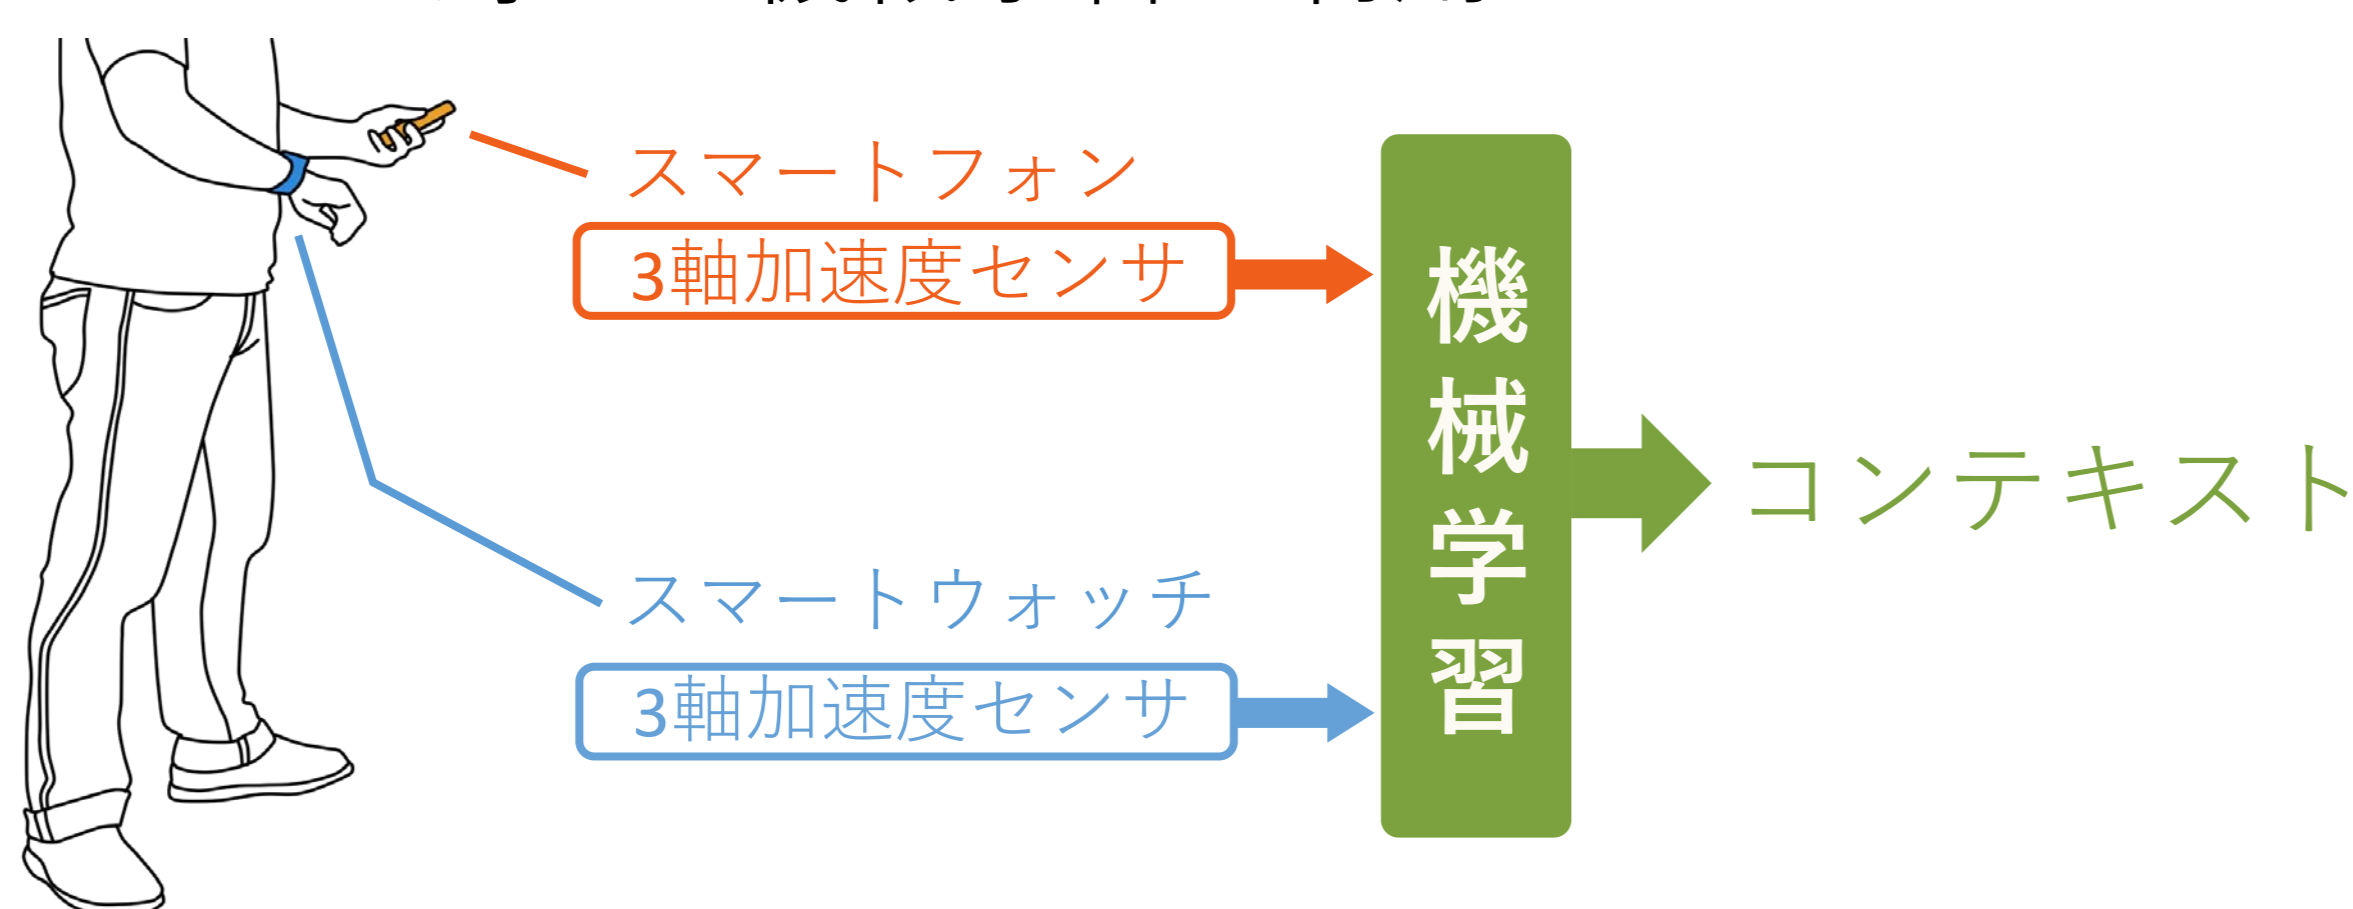 スマートフォン
3軸加速度センサ
機械学習
コンテキスト
スマートウォッチ
3軸加速度センサ